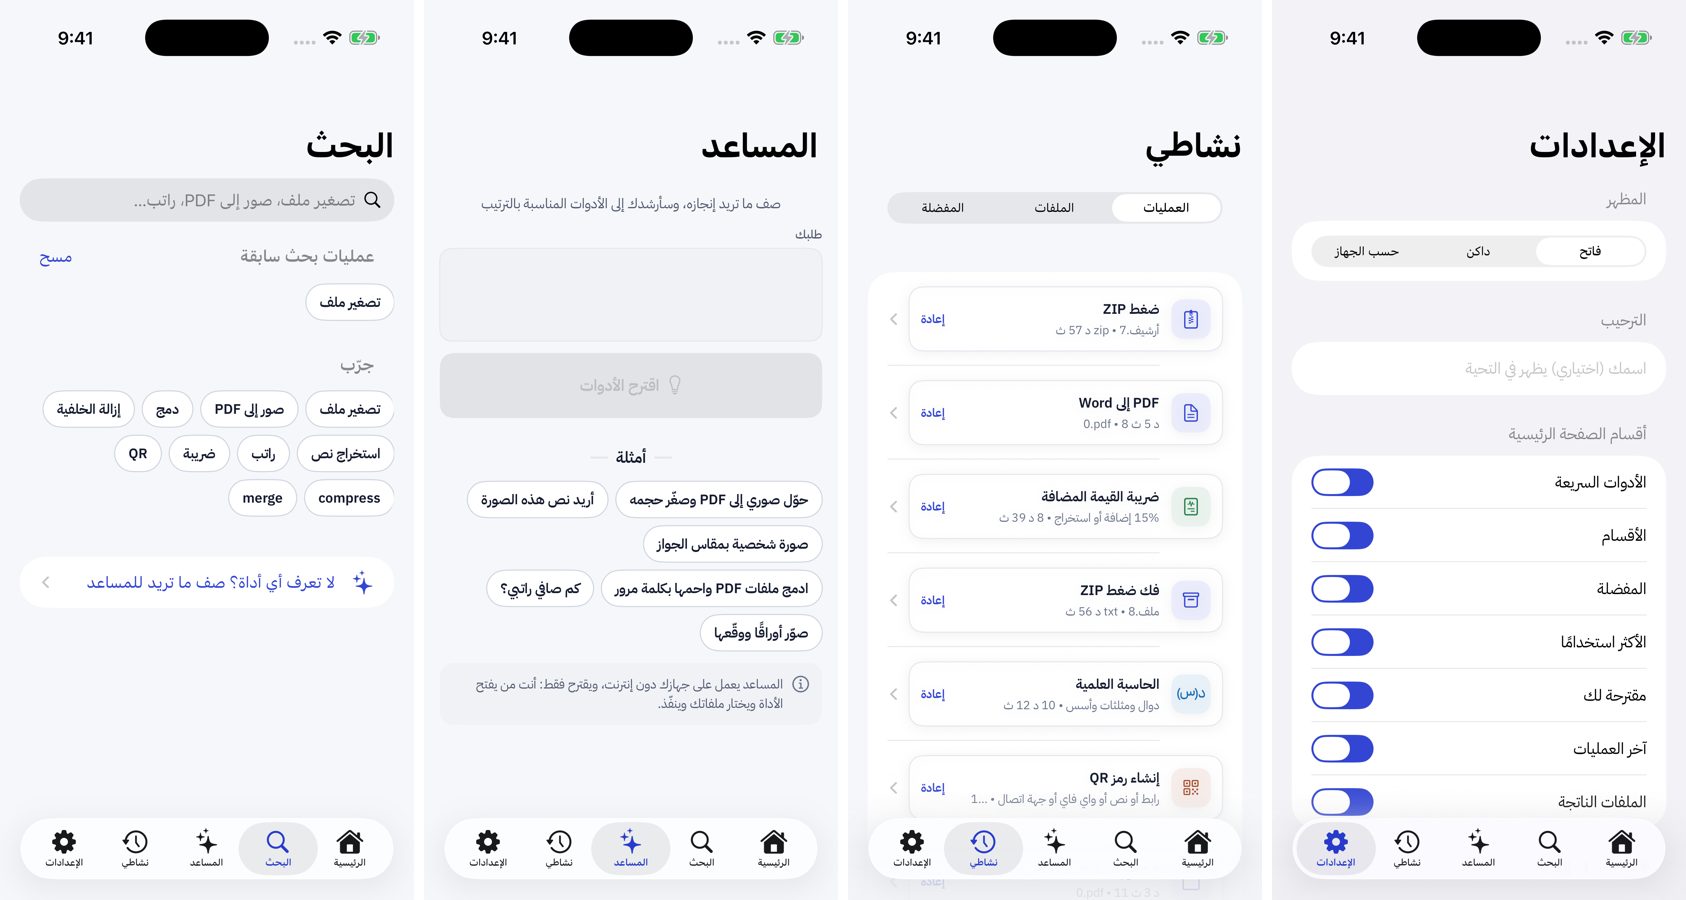 9:41
البحث
تصغير ملف، صور إلى PDF، راتب...
عمليات بحث سابقة
مسح
تصغير ملف
جرّب
تصغير ملف
صور إلى PDF
دمج
إزالة الخلفية
استخراج نص
راتب
ضريبة
QR
compress
merge
لا تعرف أي أداة؟ صف ما تريد للمساعد
الرئيسية
البحث
المساعد
نشاطي
الإعدادات
9:41
المساعد
صف ما تريد إنجازه، وسأرشدك إلى الأدوات المناسبة بالترتيب
طلبك
اقترح الأدوات
أمثلة
حوّل صوري إلى PDF وصغّر حجمه
أريد نص هذه الصورة
صورة شخصية بمقاس الجواز
ادمج ملفات PDF واحمها بكلمة مرور
كم صافي راتبي؟
صوّر أوراقًا ووقّعها
المساعد يعمل على جهازك دون إنترنت، ويقترح فقط: أنت من يفتح
الأداة ويختار ملفاتك وينفّذ.
الرئيسية
البحث
المساعد
نشاطي
الإعدادات
9:41
نشاطي
العمليات
الملفات
المفضلة
ضغط ZIP
أرشيف.zip • 7 د 57 ث
إعادة
PDF إلى Word
0.pdf • 8 د 5 ث
إعادة
ضريبة القيمة المضافة
15% إضافة أو استخراج • 8 د 39 ث
إعادة
فك ضغط ZIP
ملف.txt • 8 د 56 ث
إعادة
د(س)
الحاسبة العلمية
دوال ومثلثات وأسس • 10 د 12 ث
إعادة
إنشاء رمز QR
رابط أو نص أو واي فاي أو جهة اتصال • 1...
إعادة
الرئيسية
البحث
المساعد
نشاطي
الإعدادات
0.pdf • 11 د 3 ث
إعادة
9:41
الإعدادات
المظهر
فاتح
داكن
حسب الجهاز
الترحيب
اسمك (اختياري) يظهر في التحية
أقسام الصفحة الرئيسية
الأدوات السريعة
الأقسام
المفضلة
الأكثر استخدامًا
مقترحة لك
آخر العمليات
الملفات الناتجة
الرئيسية
البحث
المساعد
نشاطي
الإعدادات